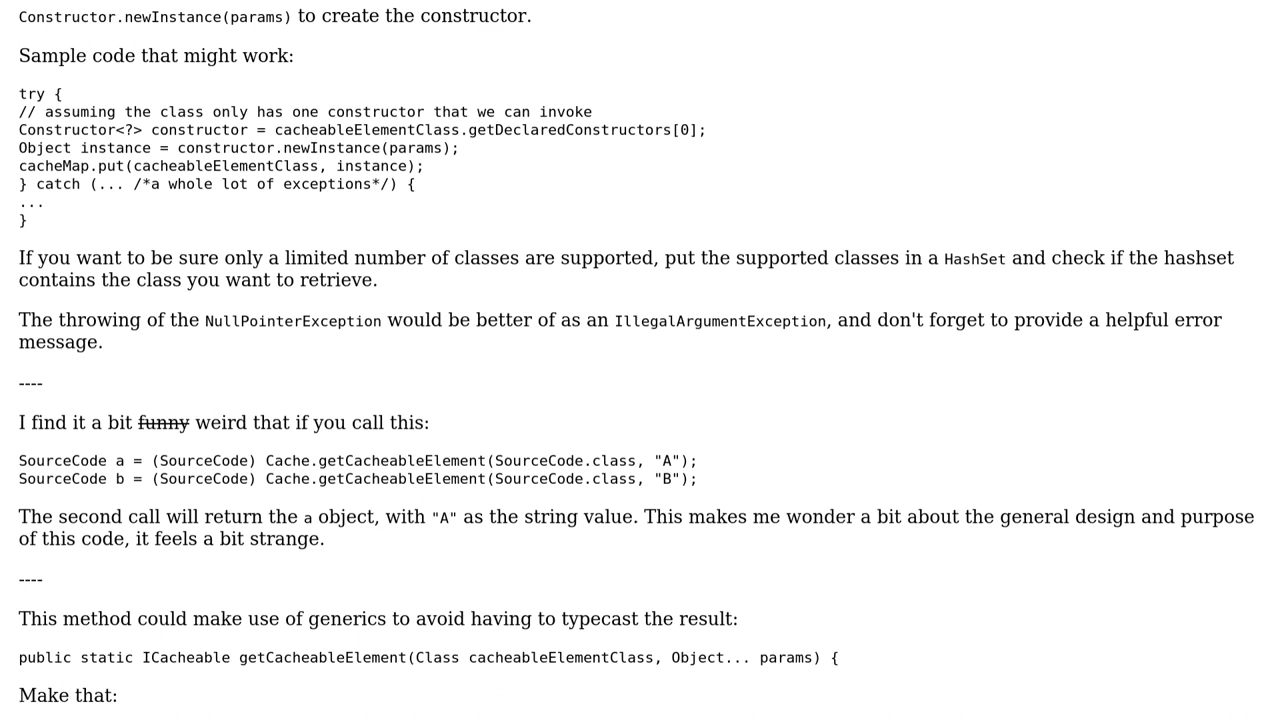 Constructor.newInstance(params) to create the constructor.
Sample code that might work:
try {
// assuming the class only has one constructor that we can invoke
Constructor<?> constructor = cacheableElementClass.getDeclaredConstructors[0];
Object instance = constructor.newInstance(params);
cacheMap.put(cacheableElementClass, instance);
} catch (... /*a whole lot of exceptions*/) {
...
}
If you want to be sure only a limited number of classes are supported, put the supported classes in a HashSet and check if the hashset
contains the class you want to retrieve.
The throwing of the NullPointerException would be better of as an IllegalArgumentException, and don't forget to provide a helpful error
message.
----
I find it a bit funny weird that if you call this:
SourceCode a = (SourceCode) Cache.getCacheableElement(SourceCode.class, "A");
SourceCode b = (SourceCode) Cache.getCacheableElement(SourceCode.class, "B");
The second call will return the a object, with "A" as the string value. This makes me wonder a bit about the general design and purpose
of this code, it feels a bit strange.
----
This method could make use of generics to avoid having to typecast the result:
public static ICacheable getCacheableElement(Class cacheableElementClass, Object... params) {
Make that: